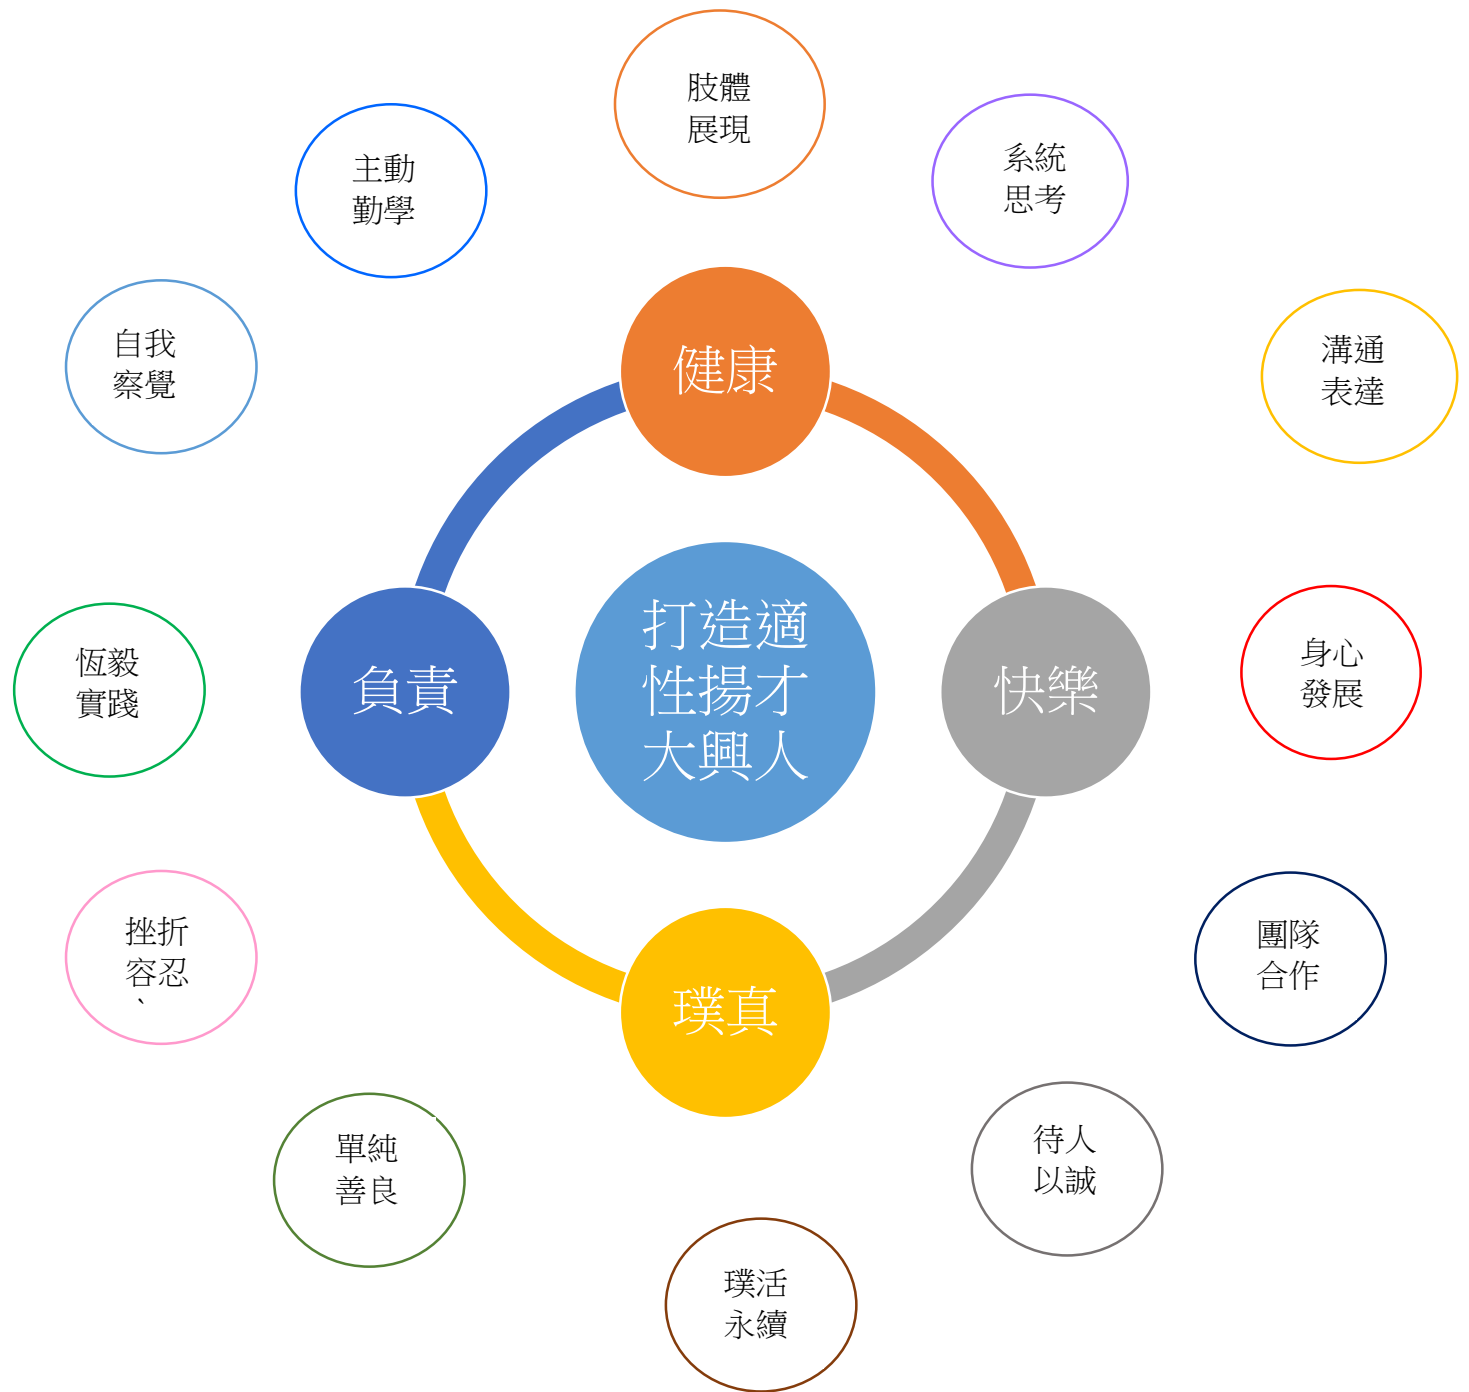 肢體
展現
系統
思考
主動
勤學
自我
察覺
溝通
表達
健康
打造適
性揚才
大興人
負責
快樂
身心
發展
恆毅
實踐
挫折
容忍
、
團隊
合作
璞真
單純
善良
待人
以誠
璞活
永續